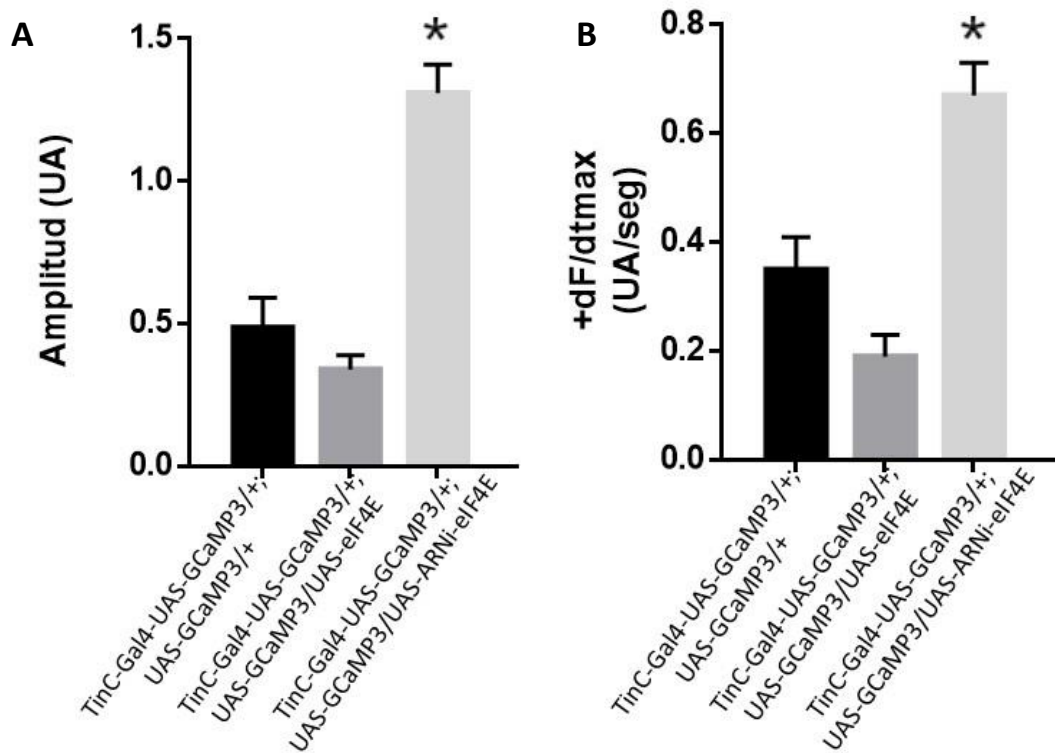 A
Amplitud (UA)
1.5
1.0
0.5
0.0
*
TinC-Gal4-UAS-GCaMP3/+;
UAS-GCaMP3/+
TinC-Gal4-UAS-GCaMP3/+;
UAS-GCaMP3/UAS-eIF4E
TinC-Gal4-UAS-GCaMP3/+;
UAS-GCaMP3/UAS-ARNi-eIF4E
B
+dF/dtmax
(UA/seg)
0.8
0.6
0.4
0.2
0.0
*
TinC-Gal4-UAS-GCaMP3/+;
UAS-GCaMP3/+
TinC-Gal4-UAS-GCaMP3/+;
UAS-GCaMP3/UAS-eIF4E
TinC-Gal4-UAS-GCaMP3/+;
UAS-GCaMP3/UAS-ARNi-eIF4E